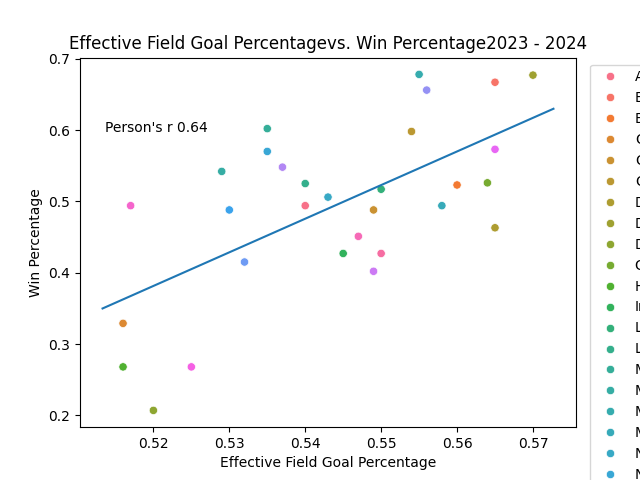 Effective Field Goal Percentagevs. Win Percentage2023 - 2024
Person's r 0.64
Win Percentage
0.7
0.6
0.5
0.4
0.3
0.2
0.52 0.53 0.54 0.55 0.56 0.57
Effective Field Goal Percentage